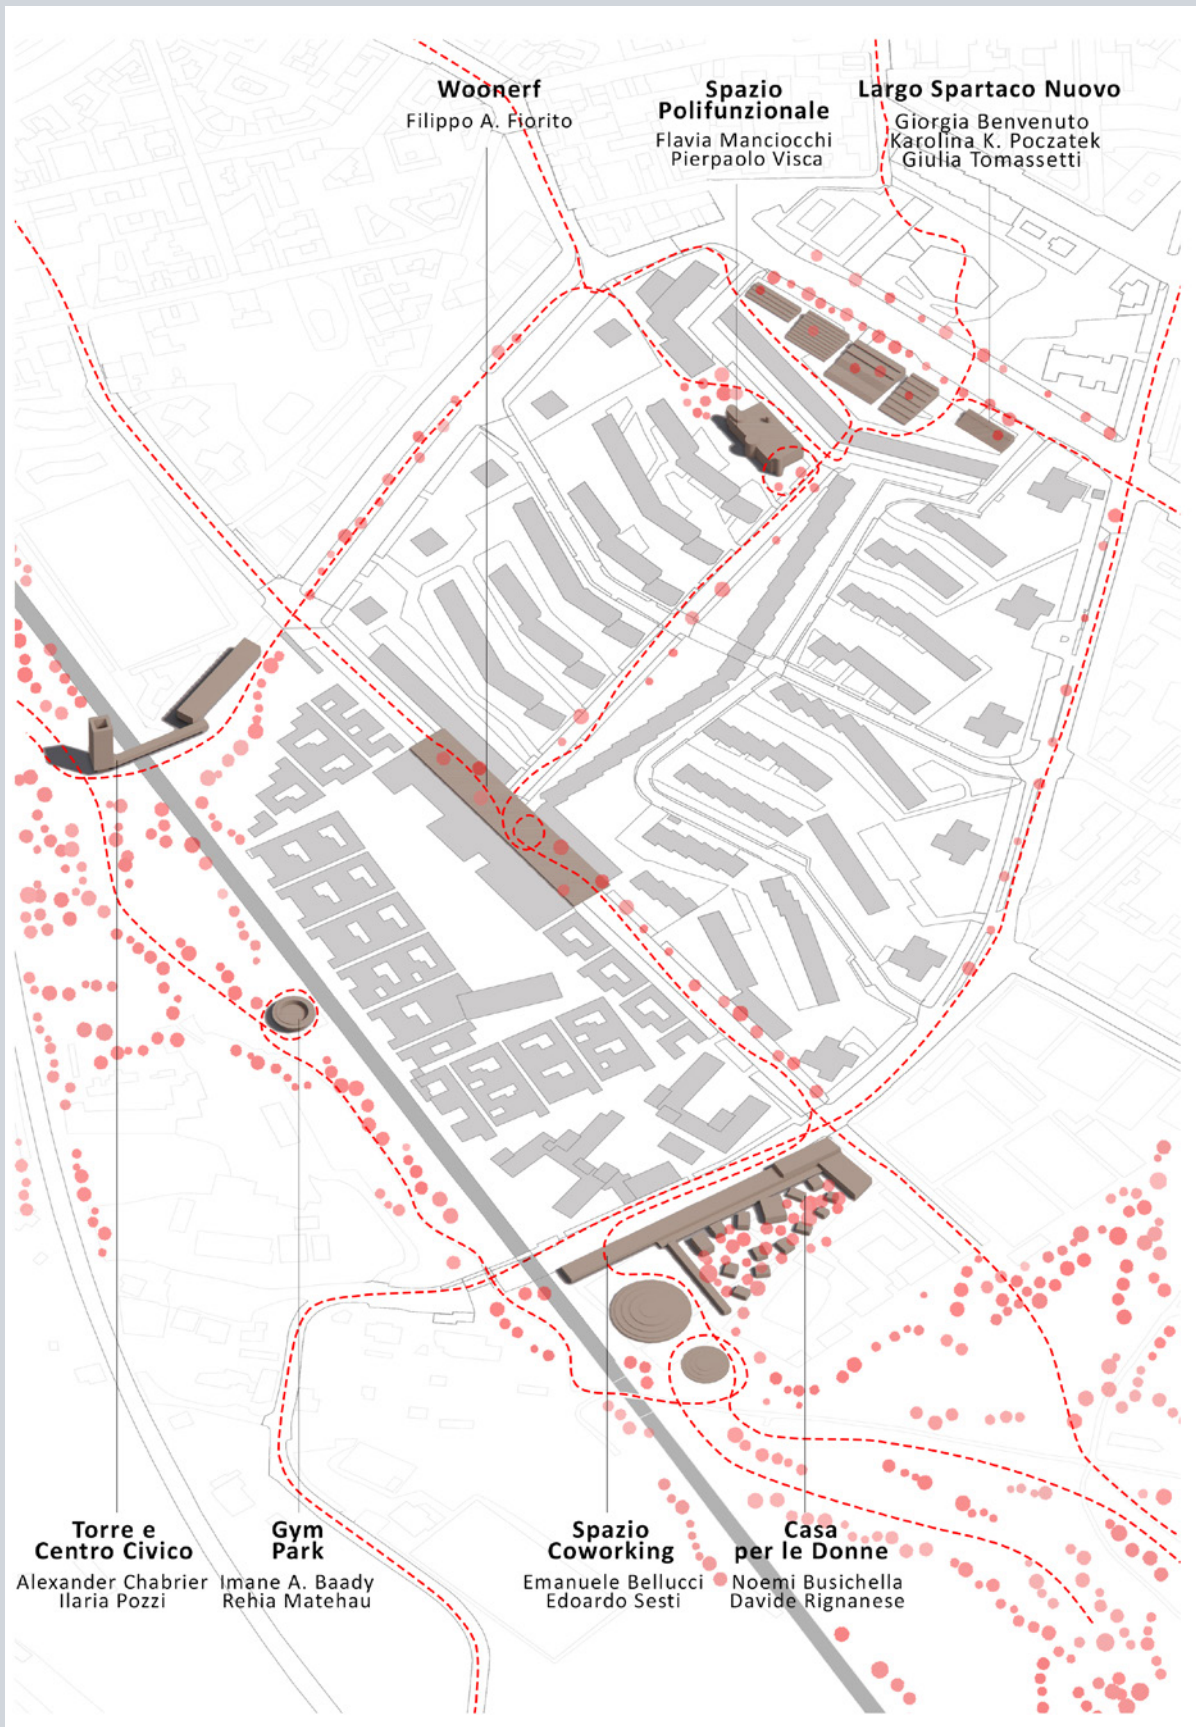 Woonerf
Filippo A. Fiorito
Spazio
Polifunzionale
Flavia Manciocchi
Pierpaolo Visca
Largo Spartaco Nuovo
Giorgia Benvenuto
Karolina K. Poczatek
Giulia Tomassetti
Torre e
Centro Civico
Alexander Chabrier
Ilaria Pozzi
Gym
Park
Imane A. Baady
Rehia Matehau
Spazio
Coworking
Emanuele Bellucci
Edoardo Sesti
Casa
per le Donne
Noemi Busichella
Davide Rignanese